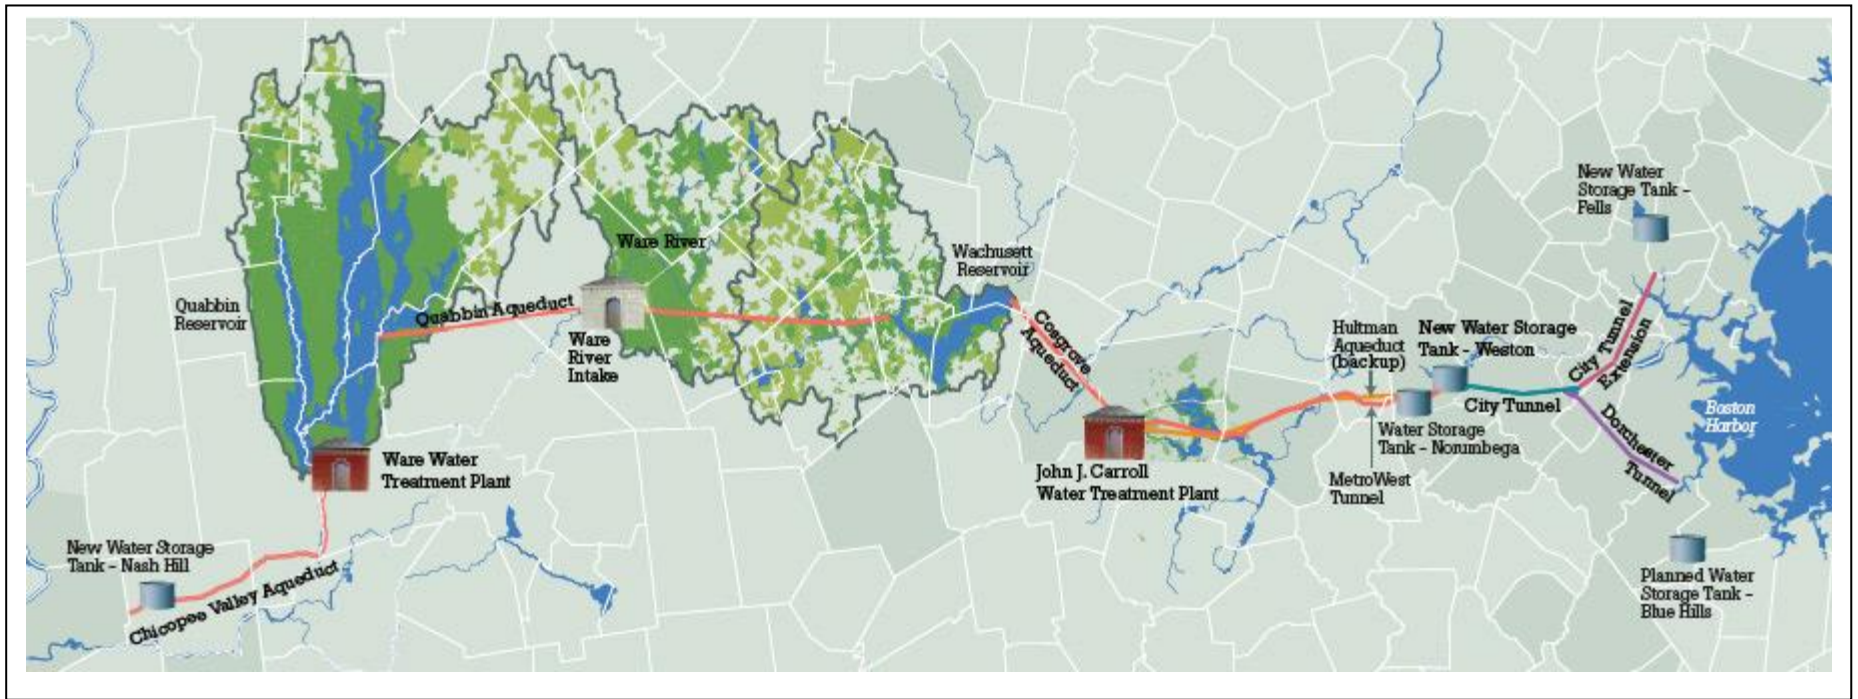 Quabbin
Reservoir
Quabbin Aqueduct
Ware River
Ware
River
Intake
Ware Water
Treatment Plant
New Water Storage
Tank – Nash Hill
Chicopee Valley Aqueduct
Wachusett
Reservoir
Cosgrove
Aqueduct
John J. Carroll
Water Treatment Plant
Hultman
Aqueduct
(backup)
New Water Storage
Tank – Weston
City Tunnel
Water Storage
Tank – Norumbega
MetroWest
Tunnel
New Water
Storage Tank –
Fells
City Tunnel
Extension
Dorchester
Tunnel
Boston
Harbor
Planned Water
Storage Tank –
Blue Hills